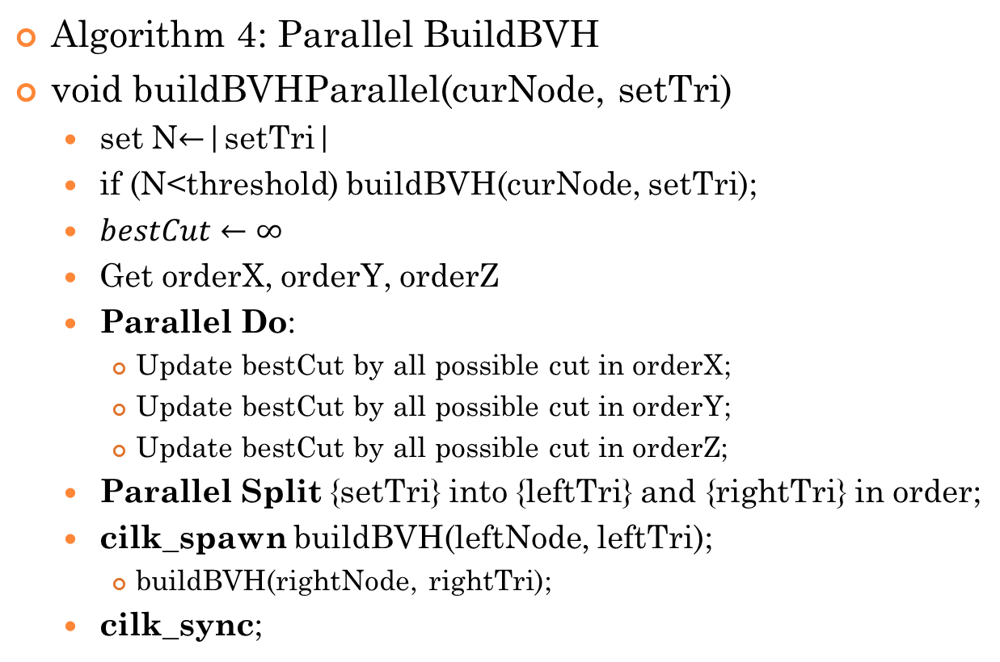 Algorithm 4: Parallel BuildBVH
void buildBVHParallel(curNode, setTri)
set N←|setTri|
if (N<threshold) buildBVH(curNode, setTri);
bestCut ← ∞
Get orderX, orderY, orderZ
Parallel Do:
Update bestCut by all possible cut in orderX;
Update bestCut by all possible cut in orderY;
Update bestCut by all possible cut in orderZ;
Parallel Split {setTri} into {leftTri} and {rightTri} in order;
cilk_spawn buildBVH(leftNode, leftTri);
buildBVH(rightNode, rightTri);
cilk_sync;